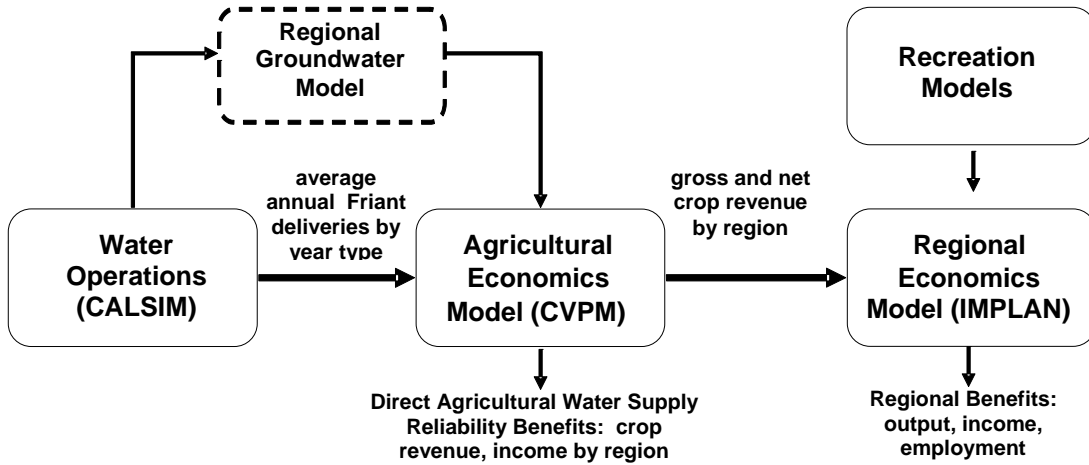 Regional
Groundwater
Model
Recreation
Models
average
annual Friant
deliveries by
year type
gross and net
crop revenue
by region
Water
Operations
(CALSIM)
Agricultural
Economics
Model (CVPM)
Regional
Economics
Model (IMPLAN)
Direct Agricultural Water Supply
Reliability Benefits: crop
revenue, income by region
Regional Benefits:
output, income,
employment